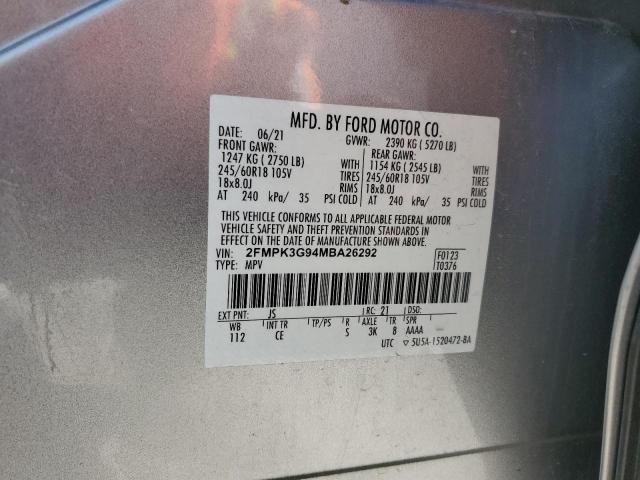 MFD. BY FORD MOTOR CO.
DATE: 06/21 GVWR: 2390 KG ( 5270 LB)
FRONT GAWR: REAR GAWR:
1247 KG ( 2750 LB) WITH 1154 KG ( 2545 LB) WITH
245/60R18 105V TIRES 245/60R18 105V TIRES
18x8.0J RIMS 18x8.0J RIMS
AT 240 kPa/ 35 PSI COLD AT 240 kPa/ 35 PSI COLD
THIS VEHICLE CONFORMS TO ALL APPLICABLE FEDERAL MOTOR
VEHICLE SAFETY AND THEFT PREVENTION STANDARDS IN
EFFECT ON THE DATE OF MANUFACTURE SHOWN ABOVE.
VIN: 2FMPK3G94MBA26292 F0123
TYPE: MPV T0376
EXT PNT: JS RC: 21 DSO:
WB INT TR TP/PS R AXLE TR SPR
112 CE 5 3K 8 AAAA
UTC ▽5U5A-1520472-BA